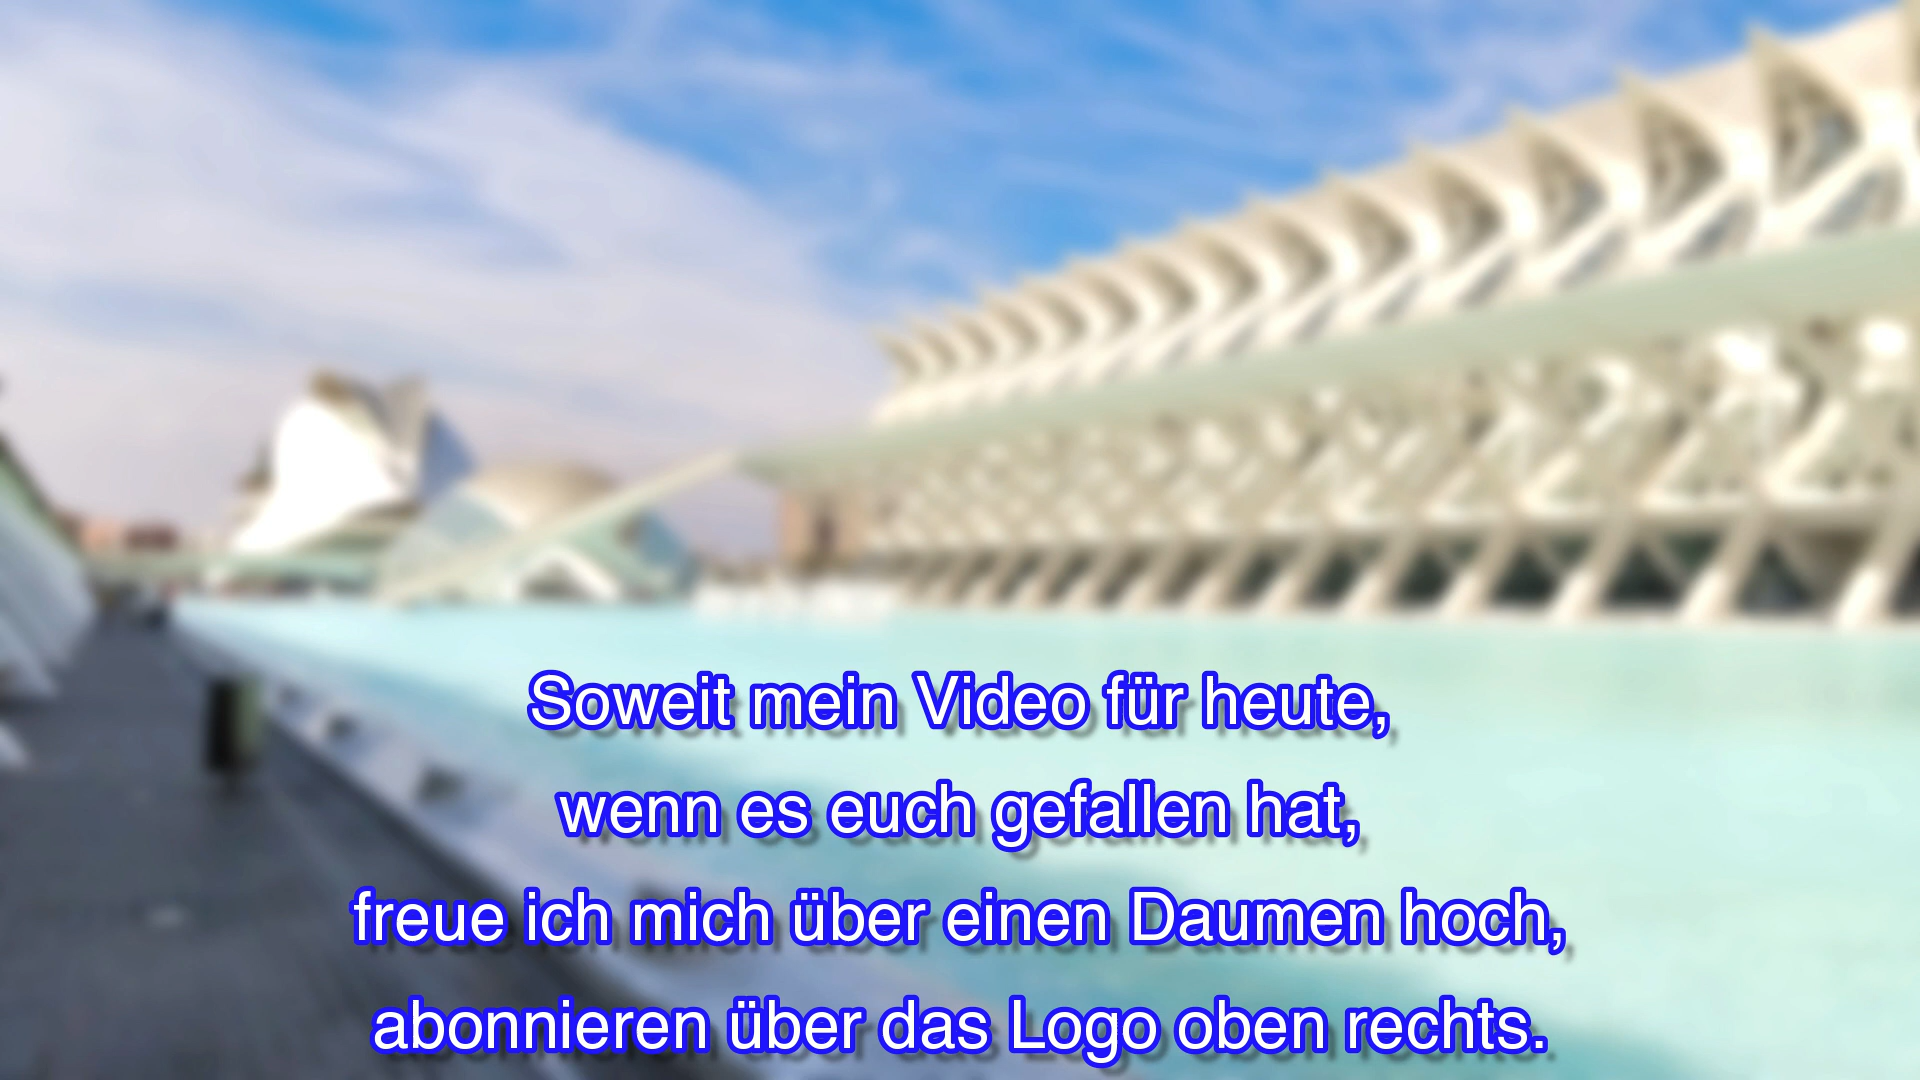 Soweit mein Video für heute,
wenn es euch gefallen hat,
freue ich mich über einen Daumen hoch,
abonnieren über das Logo oben rechts.